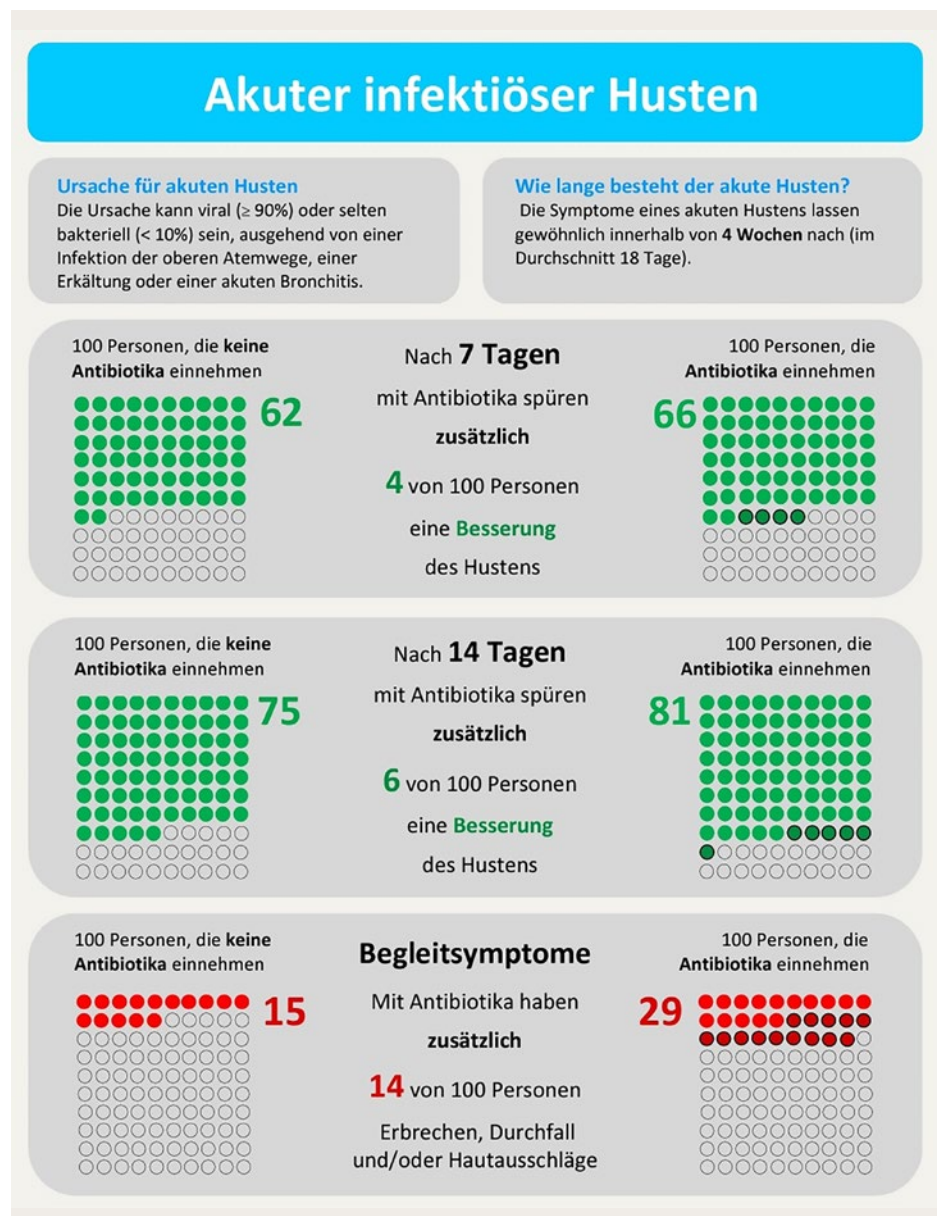 Akuter infektiöser Husten
Ursache für akuten Husten
Die Ursache kann viral (≥ 90%) oder selten
bakteriell (< 10%) sein, ausgehend von einer
Infektion der oberen Atemwege, einer
Erkältung oder einer akuten Bronchitis.
Wie lange besteht der akute Husten?
Die Symptome eines akuten Hustens lassen
gewöhnlich innerhalb von 4 Wochen nach (im
Durchschnitt 18 Tage).
100 Personen, die keine
Antibiotika einnehmen
62
Nach 7 Tagen
mit Antibiotika spüren
zusätzlich
4 von 100 Personen
eine Besserung
des Hustens
100 Personen, die
Antibiotika einnehmen
66
100 Personen, die keine
Antibiotika einnehmen
75
Nach 14 Tagen
mit Antibiotika spüren
zusätzlich
6 von 100 Personen
eine Besserung
des Hustens
100 Personen, die
Antibiotika einnehmen
81
100 Personen, die keine
Antibiotika einnehmen
15
Begleitsymptome
Mit Antibiotika haben
zusätzlich
14 von 100 Personen
Erbrechen, Durchfall
und/oder Hautausschläge
100 Personen, die
Antibiotika einnehmen
29